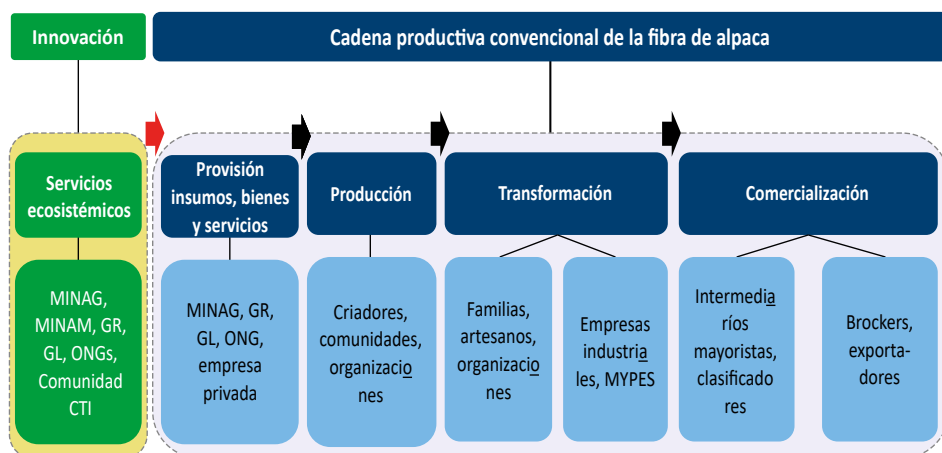 Innovación
Cadena productiva convencional de la fibra de alpaca
Servicios
ecosistémicos
Provisión
insumos, bienes
y servicios
Producción
Transformación
Comercialización
MINAG,
MINAM, GR,
GL, ONGs,
Comunidad
CTI
MINAG, GR,
GL, ONG,
empresa
privada
Criadores,
comunidades,
organizacio
nes
Familias,
artesanos,
organizacio
nes
Empresas
industria
les, MYPES
Intermedia
ríos
mayoristas,
clasificado
res
Brockers,
exporta-
dores